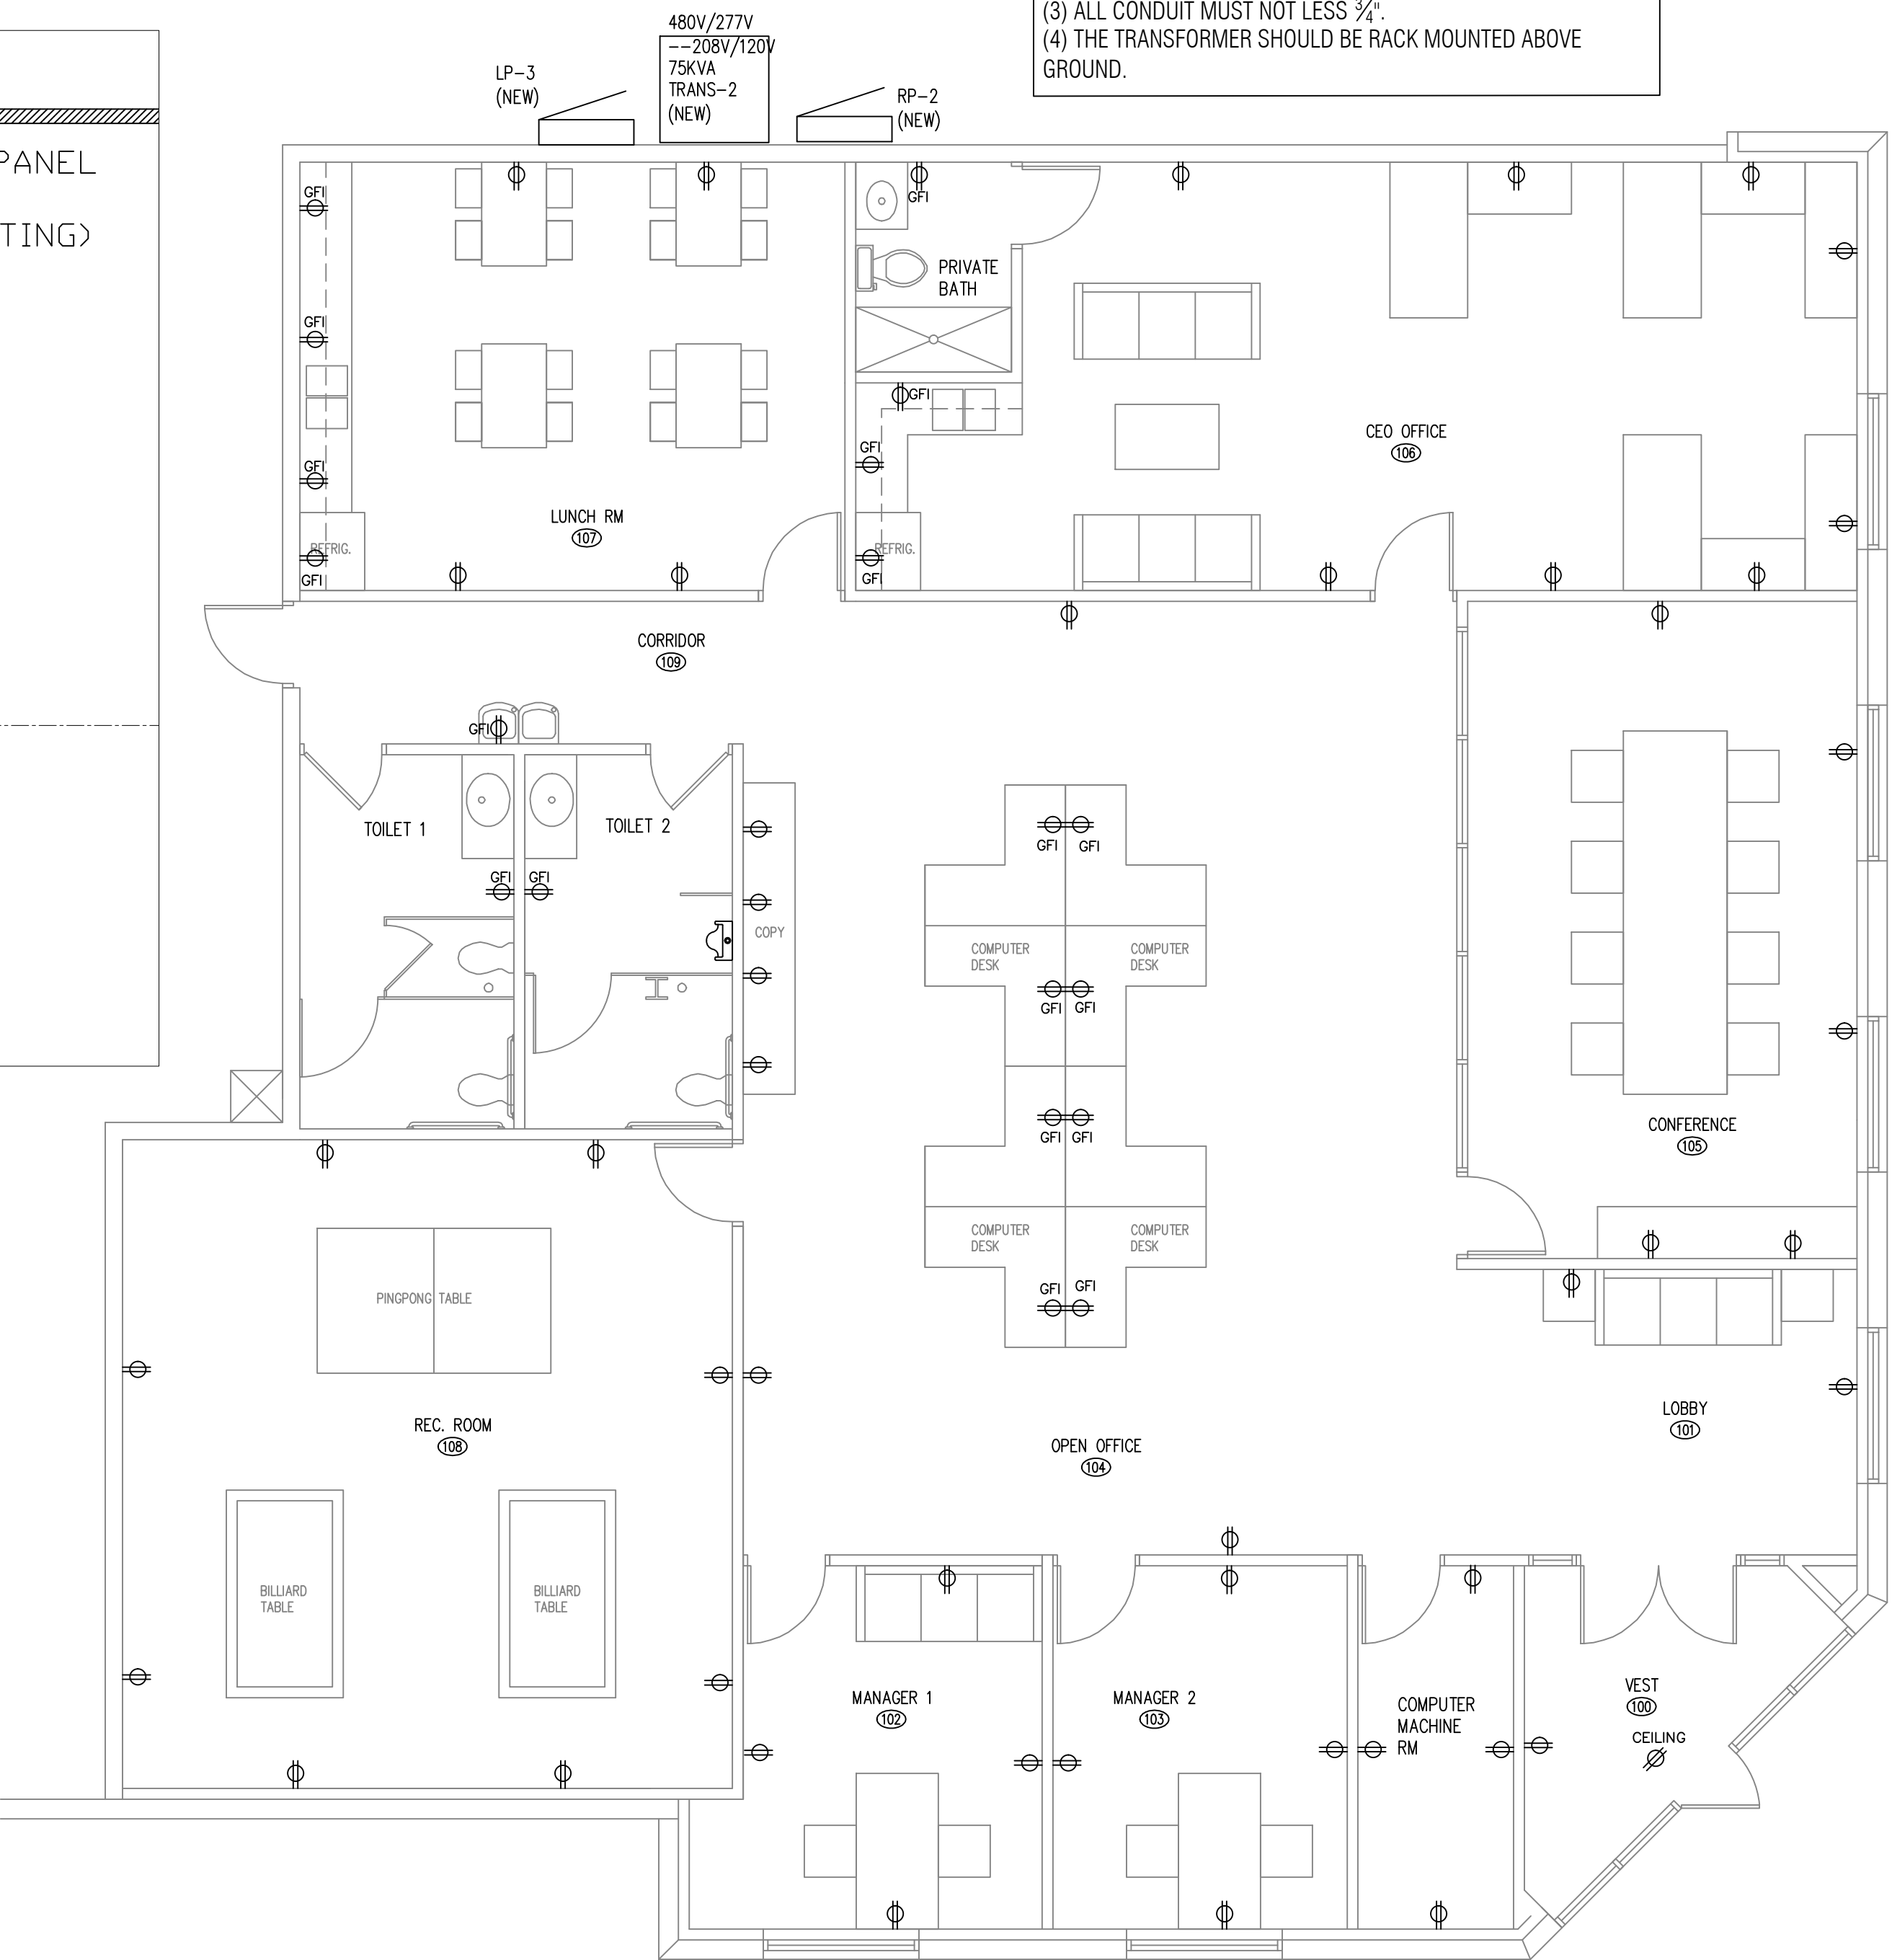 (3) ALL CONDUIT MUST NOT LESS 3/4".
(4) THE TRANSFORMER SHOULD BE RACK MOUNTED ABOVE
GROUND.
480V/277V
--208V/120V
75KVA
TRANS-2
(NEW)
LP-3
(NEW)
RP-2
(NEW)
PANEL
TING)
GFI
GFI
GFI
GFI
REFRIG.
GFI
LUNCH RM
107
PRIVATE
BATH
GFI
GFI
REFRIG.
GFI
CEO OFFICE
106
CORRIDOR
109
GFI
TOILET 1
TOILET 2
GFI
GFI
COPY
GFI
GFI
COMPUTER
DESK
COMPUTER
DESK
GFI
GFI
GFI
GFI
COMPUTER
DESK
COMPUTER
DESK
GFI
GFI
CONFERENCE
105
PINGPONG TABLE
REC. ROOM
108
BILLIARD
TABLE
BILLIARD
TABLE
OPEN OFFICE
104
LOBBY
101
MANAGER 1
102
MANAGER 2
103
COMPUTER
MACHINE
RM
VEST
100
CEILING